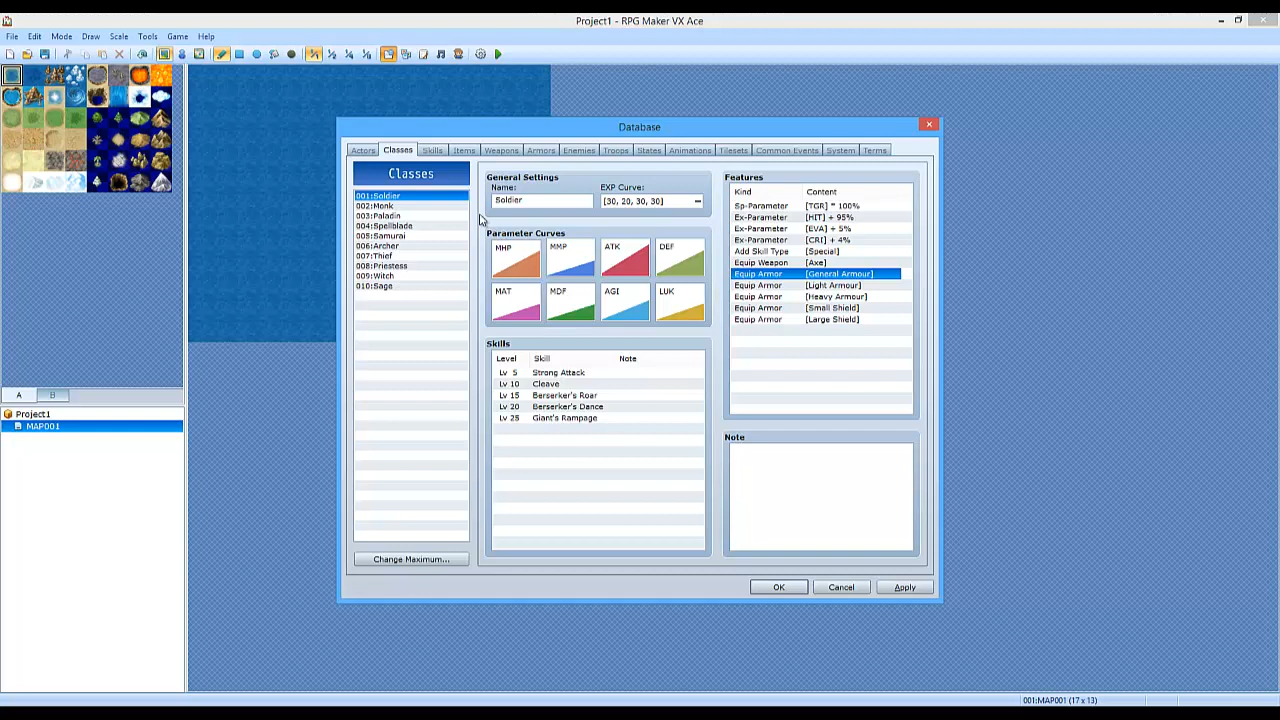 Project1 - RPG Maker VX Ace
File Edit Mode Draw Scale Tools Game Help
Database
Actors Classes Skills Items Weapons Armors Enemies Troops States Animations Tilesets Common Events System Terms
Classes
001:Soldier
002:Monk
003:Paladin
004:Spellblade
005:Samurai
006:Archer
007:Thief
008:Priestess
009:Witch
010:Sage
Change Maximum...
General Settings
Name: EXP Curve:
Soldier [30, 20, 30, 30]
Parameter Curves
MHP MMP ATK DEF
MAT MDF AGI LUK
Skills
Level Skill Note
Lv 5 Strong Attack
Lv 10 Cleave
Lv 15 Berserker's Roar
Lv 20 Berserker's Dance
Lv 25 Giant's Rampage
Features
Kind Content
Sp-Parameter [TGR] * 100%
Ex-Parameter [HIT] + 95%
Ex-Parameter [EVA] + 5%
Ex-Parameter [CRI] + 4%
Add Skill Type [Special]
Equip Weapon [Axe]
Equip Armor [General Armour]
Equip Armor [Light Armour]
Equip Armor [Heavy Armour]
Equip Armor [Small Shield]
Equip Armor [Large Shield]
Note
OK Cancel Apply
A B
Project1
MAP001
001:MAP001 (17 x 13)